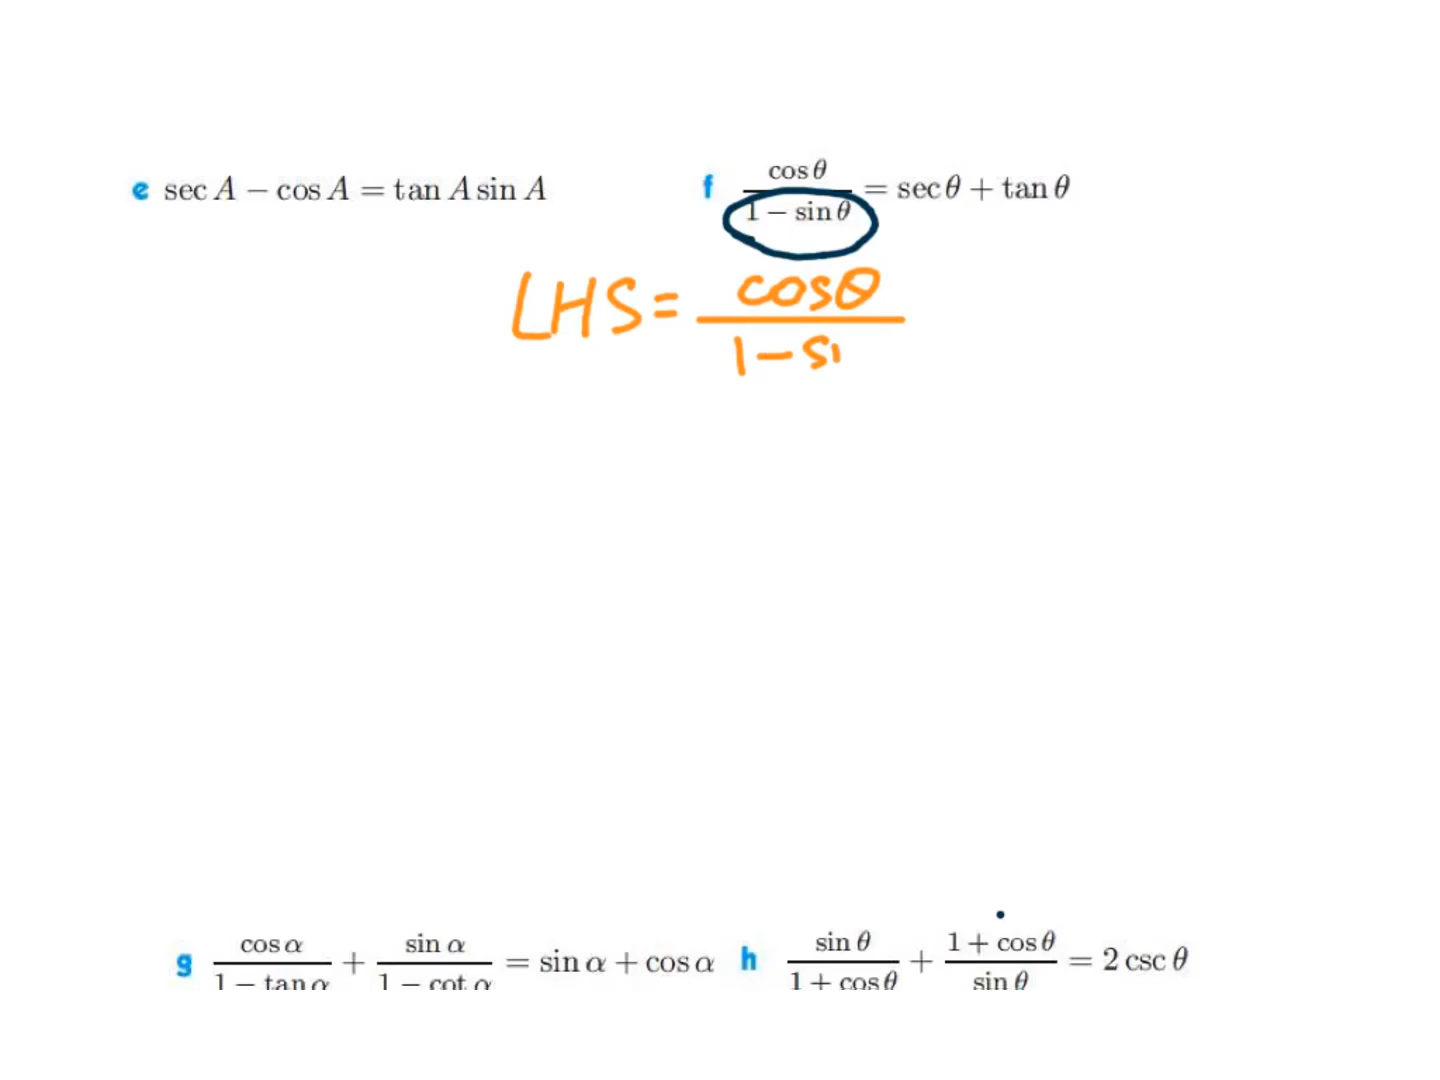 e sec A − cos A = tan A sin A
f cos θ / 1 − sin θ = sec θ + tan θ
LHS = cosθ / 1 − si
g cos α / 1 − tan α + sin α / 1 − cot α = sin α + cos α
h sin θ / 1 + cos θ + 1 + cos θ / sin θ = 2 csc θ